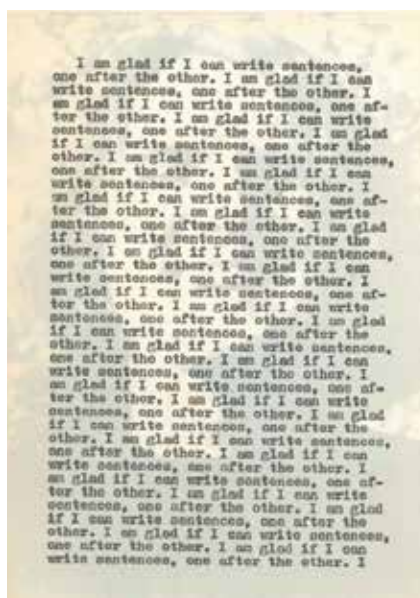 I am glad if I can write sentences,
one after the other. I am glad if I can
write sentences, one after the other. I
am glad if I can write sentences, one af-
ter the other. I am glad if I can write
sentences, one after the other. I am glad
if I can write sentences, one after the
other. I am glad if I can write sentences,
one after the other. I am glad if I can
write sentences, one after the other. I
am glad if I can write sentences, one af-
ter the other. I am glad if I can write
sentences, one after the other. I am glad
if I can write sentences, one after the
other. I am glad if I can write sentences,
one after the other. I am glad if I can
write sentences, one after the other. I
am glad if I can write sentences, one af-
ter the other. I am glad if I can write
sentences, one after the other. I am glad
if I can write sentences, one after the
other. I am glad if I can write sentences,
one after the other. I am glad if I can
write sentences, one after the other. I
am glad if I can write sentences, one af-
ter the other. I am glad if I can write
sentences, one after the other. I am glad
if I can write sentences, one after the
other. I am glad if I can write sentences,
one after the other. I am glad if I can
write sentences, one after the other. I
am glad if I can write sentences, one af-
ter the other. I am glad if I can write
sentences, one after the other. I am glad
if I can write sentences, one after the
other. I am glad if I can write sentences,
one after the other. I am glad if I can
write sentences, one after the other. I